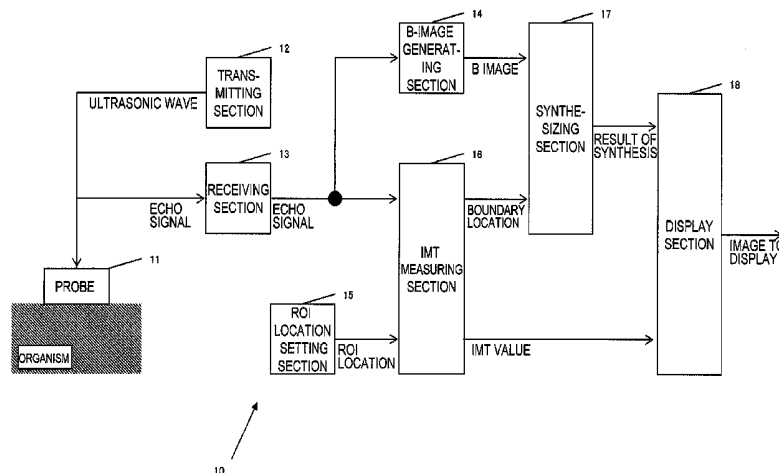 14
B-IMAGE
GENERAT-
ING
SECTION
B IMAGE
17
SYNTHE-
SIZING
SECTION
12
TRANS-
MITTING
SECTION
ULTRASONIC WAVE
18
DISPLAY
SECTION
RESULT OF
SYNTHESIS
13
RECEIVING
SECTION
ECHO
SIGNAL
ECHO
SIGNAL
16
IMT
MEASURING
SECTION
BOUNDARY
LOCATION
IMAGE TO
DISPLAY
11
PROBE
ORGANISM
15
ROI
LOCATION
SETTING
SECTION
ROI
LOCATION
IMT VALUE
10